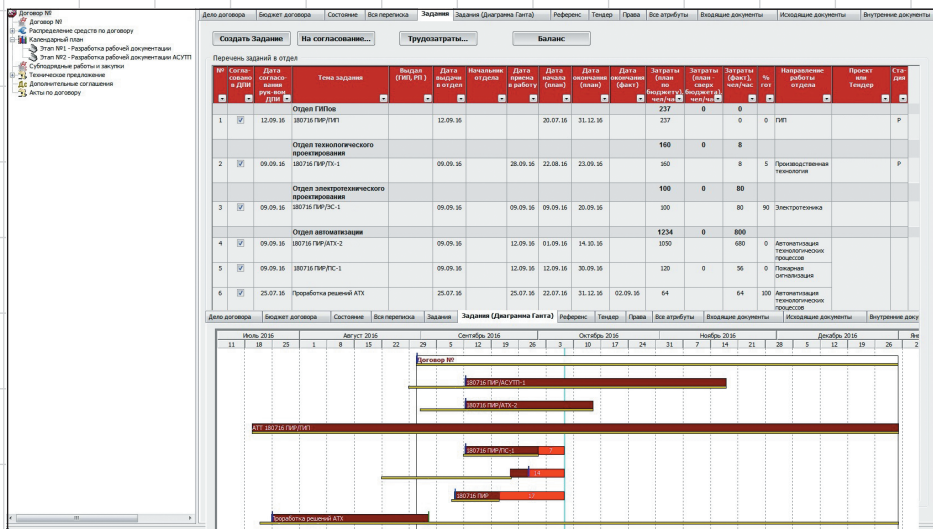 Договор №
Распределение средств по договору
Календарный план
Этап №1 - Разработка рабочей документации
Этап №2 - Разработка рабочей документации АСУТП
Субподрядные работы и закупки
Техническое предложение
Дополнительные соглашения
Акты по договору
Дело договора Бюджет договора Состояние Вся переписка Задания Задания (Диаграмма Ганта) Референс Тендер Права Все атрибуты Входящие документы Исходящие документы Внутренние документы
Создать Задание На согласование... Трудозатраты... Баланс
Перечень заданий в отдел
№ Согла-совано в ДПИ Дата согласо-вания рук-вом ДПИ Тема задания Выдал (ГИП, РП ) Дата выдачи в отдел Начальник отдела Дата приема в работу Дата начала (план) Дата окончания (план) Дата окончания (факт) Затраты (план по бюджету), чел/час Затраты (план - сверх бюджета), чел/час Затраты (факт), чел/час % гот Направление работы отдела Проект или Тендер Ста-дия
Отдел ГИПов 237 0 0
1 12.09.16 180716 ПИР/ГИП 12.09.16 20.07.16 31.12.16 237 0 0 ГИП Р
Отдел технологического проектирования 160 0 8
2 09.09.16 180716 ПИР/ТХ-1 09.09.16 28.09.16 22.08.16 23.09.16 160 8 5 Производственная технология Р
Отдел электротехнического проектирования 100 0 80
3 09.09.16 180716 ПИР/ЭС-1 09.09.16 09.09.16 09.09.16 20.09.16 100 80 90 Электротехника
Отдел автоматизации 1234 0 800
4 09.09.16 180716 ПИР/АТХ-2 09.09.16 12.09.16 01.09.16 14.10.16 1050 680 0 Автоматизация технологических процессов
5 09.09.16 180716 ПИР/ПС-1 09.09.16 12.09.16 12.09.16 30.09.16 120 0 56 0 Пожарная сигнализация
6 25.07.16 Проработка решений АТХ 25.07.16 25.07.16 22.07.16 31.12.16 02.09.16 64 64 100 Автоматизация технологических процессов
Дело договора Бюджет договора Состояние Вся переписка Задания Задания (Диаграмма Ганта) Референс Тендер Права Все атрибуты Входящие документы Исходящие документы Внутренние доку
Июль 2016 Август 2016 Сентябрь 2016 Октябрь 2016 Ноябрь 2016 Декабрь 2016 Янв
11 18 25 1 8 15 22 29 5 12 19 26 3 10 17 24 31 7 14 21 28 5 12 19 26 2
Договор №
180716 ПИР/АСУТП-1
180716 ПИР/АТХ-2
АТТ 180716 ПИР/ГИП
180716 ПИР/ПС-1 7
14
180716 ПИР 17
Проработка решений АТХ